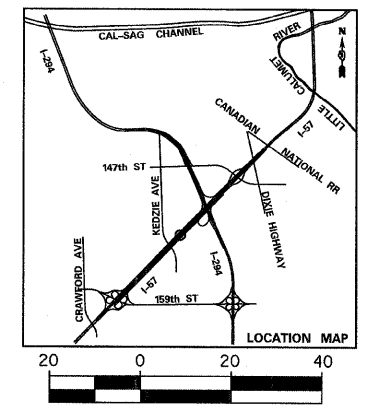 CAL-SAG CHANNEL
RIVER
N
I-294
CALUMET
LITTLE
CANADIAN
I-57
NATIONAL RR
147th ST
KEDZIE AVE
DIXIE HIGHWAY
I-294
CRAWFORD AVE
I-57
159th ST
LOCATION MAP
20 0 20 40